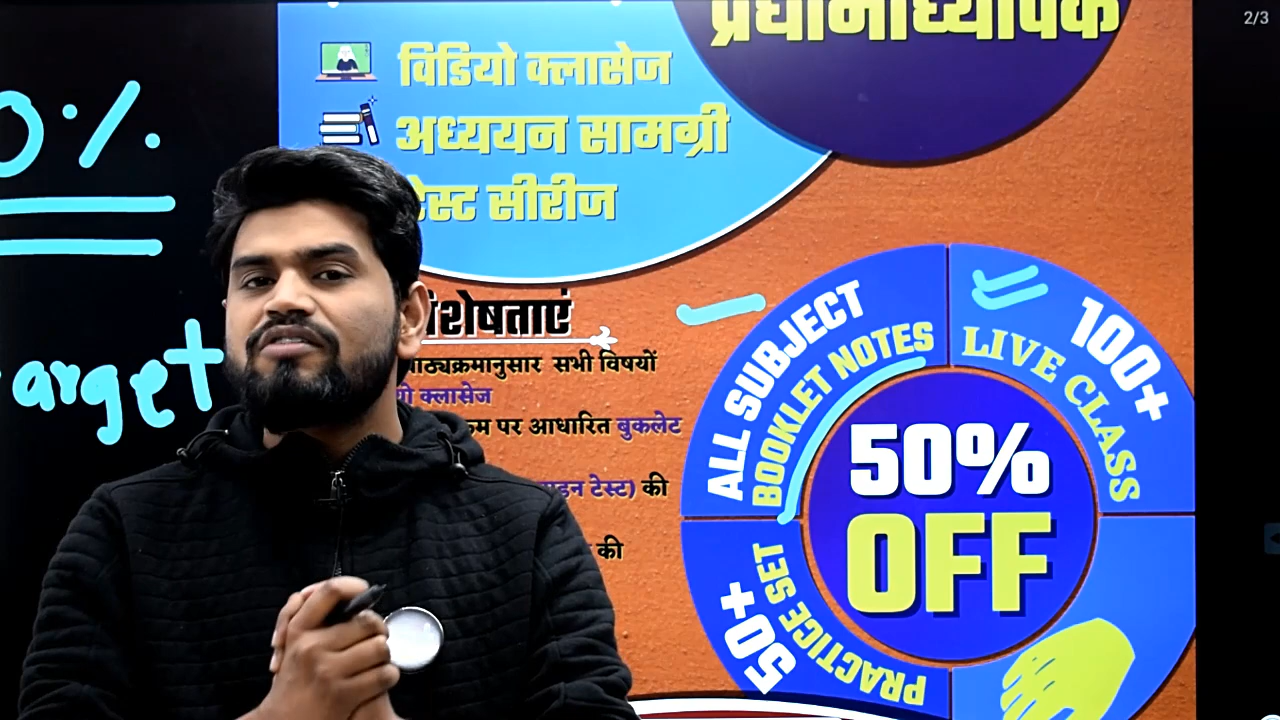 2/3
प्रधानाध्यापक
विडियो क्लासेज
अध्ययन सामग्री
सीरीज
0%
पाठ्यक्रमानुसार सभी विषयों
क्लासेज
पर आधारित बुकलेट
टेस्ट) की
की
ALL SUBJECT
BOOKLET NOTES
100+
LIVE CLASS
50%
OFF
50+
PRACTICE SET